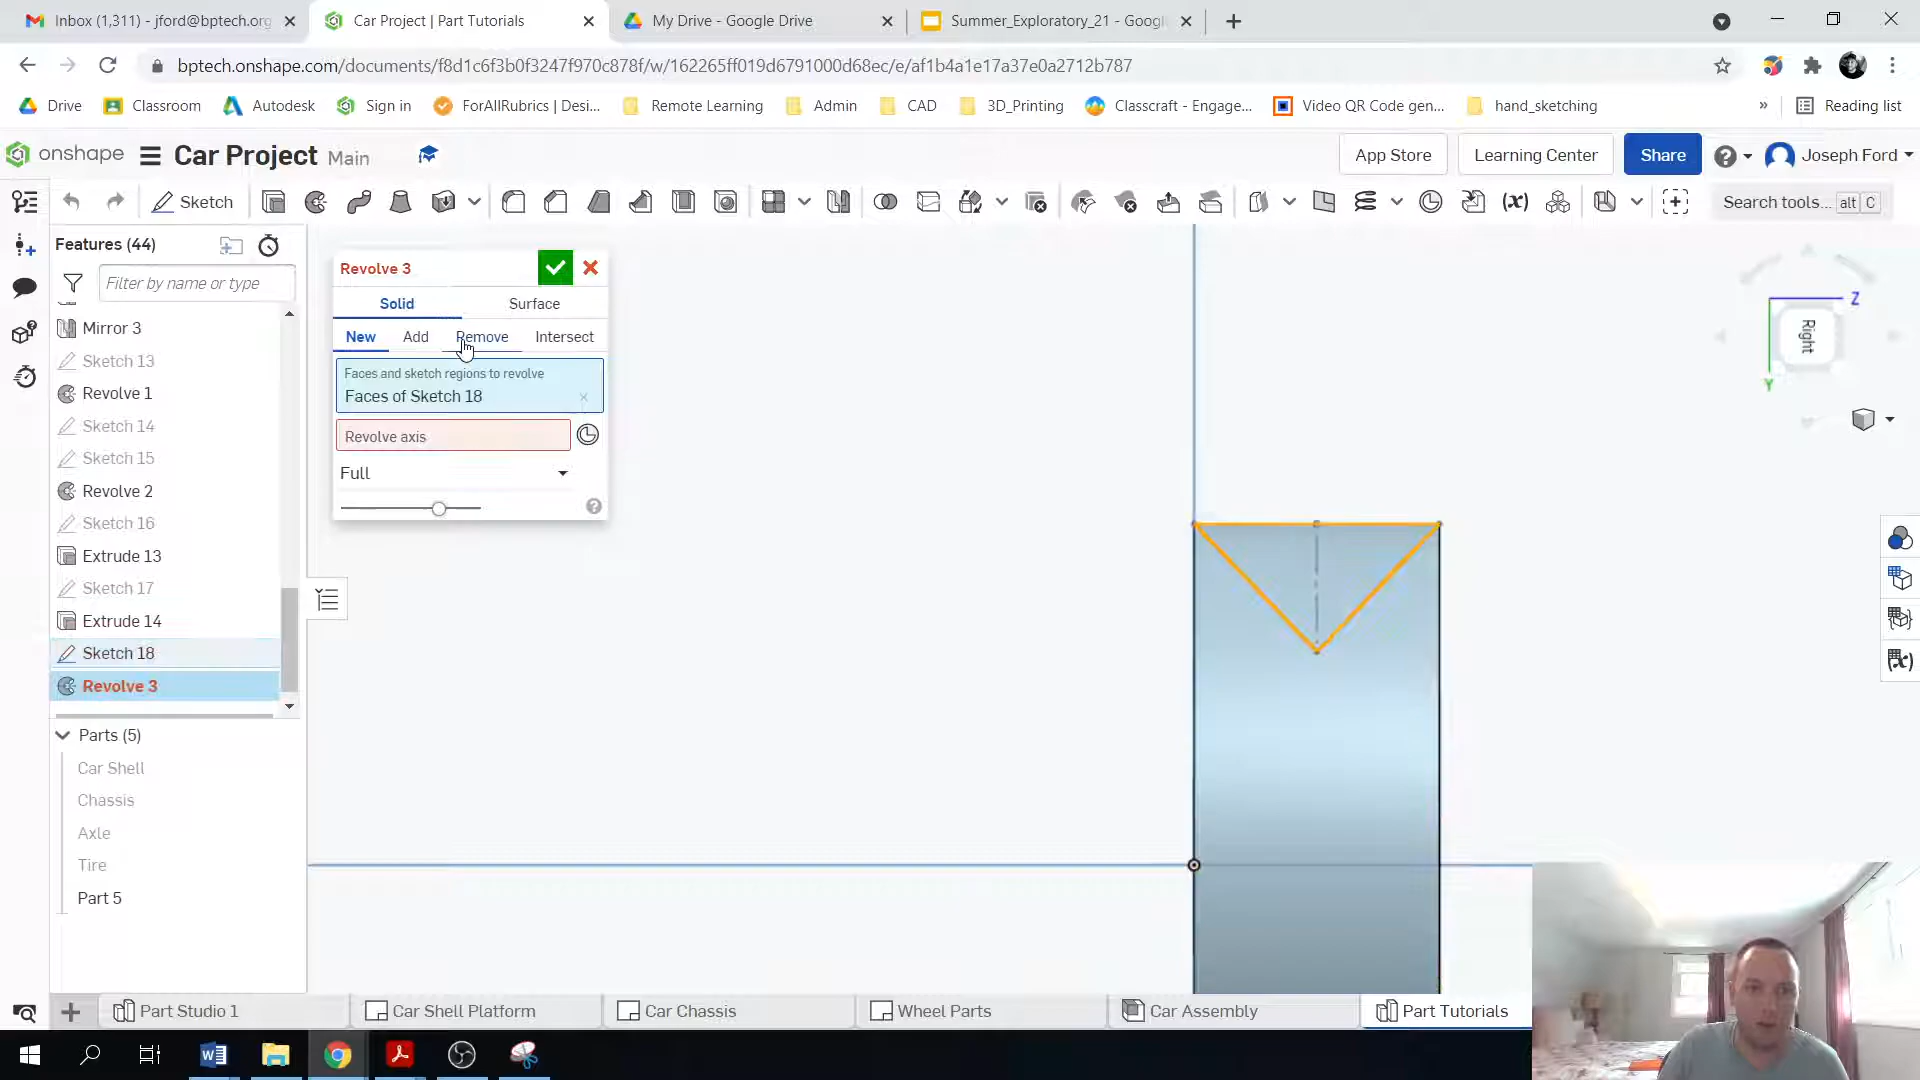 Inbox (1,311) - jford@bptech.org
Car Project | Part Tutorials
My Drive - Google Drive
Summer_Exploratory_21 - Googl
bptech.onshape.com/documents/f8d1c6f3b0f3247f970c878f/w/162265ff019d6791000d68ec/e/af1b4a1e17a37e0a2712b787
Drive
Classroom
Autodesk
Sign in
ForAllRubrics | Desi...
Remote Learning
Admin
CAD
3D_Printing
Classcraft - Engage...
Video QR Code gen...
hand_sketching
»
Reading list
onshape
Car Project Main
App Store
Learning Center
Share
Joseph Ford
Sketch
Search tools... alt C
Features (44)
Filter by name or type
Mirror 3
Sketch 13
Revolve 1
Sketch 14
Sketch 15
Revolve 2
Sketch 16
Extrude 13
Sketch 17
Extrude 14
Sketch 18
Revolve 3
Parts (5)
Car Shell
Chassis
Axle
Tire
Part 5
Revolve 3
Solid Surface
New Add Remove Intersect
Faces and sketch regions to revolve
Faces of Sketch 18
Revolve axis
Full
Z
Right
Y
Part Studio 1
Car Shell Platform
Car Chassis
Wheel Parts
Car Assembly
Part Tutorials